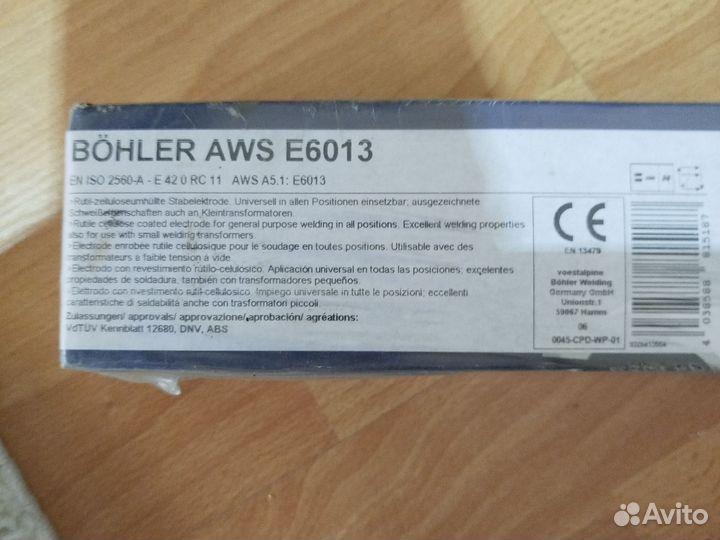 BÖHLER AWS E6013
EN ISO 2560-A - E 42 0 RC 11 AWS A5.1: E6013
•Rutil-zelluloseumhüllte Stabelektrode. Universell in allen Positionen einsetzbar; ausgezeichnete
Schweißeigenschaften auch an Kleintransformatoren.
•Rutile cellulose coated electrode for general purpose welding in all positions. Excellent welding properties
also for use with small welding transformers.
•Electrode enrobée rutile cellulosique pour le soudage en toutes positions. Utilisable avec des
transformateurs à faible tension à vide
•Electrodo con revestimiento rútilo-celulósico. Aplicación universal en todas las posiciones; excelentes
propiedades de soldadura, también con transformadores pequeños.
•Elettrodo con rivestimento rutil-cellulosico. Impiego universale in tutte le posizioni; eccellenti
caratteristiche di saldabilità anche con trasformatori piccoli.
Zulassungen/ approvals/ approvazione/aprobación/ agréations:
VdTÜV Kennblatt 12680, DNV, ABS
CE
EN 13479
voestalpine
Böhler Welding
Germany GmbH
Unionstr.1
59067 Hamm
06
0045-CPD-WP-01
4 038588 815187
Avito